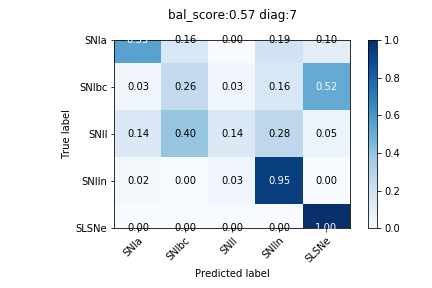 bal_score:0.57 diag:7
True label
SNIa 0.16 0.00 0.19 0.10
SNIbc 0.03 0.26 0.03 0.16 0.52
SNII 0.14 0.40 0.14 0.28 0.05
SNIIn 0.02 0.00 0.03 0.95 0.00
SLSNe 0.00 0.00 0.00 0.00 1.00
SNIa SNIbc SNII SNIIn SLSNe
Predicted label
1.0
0.8
0.6
0.4
0.2
0.0